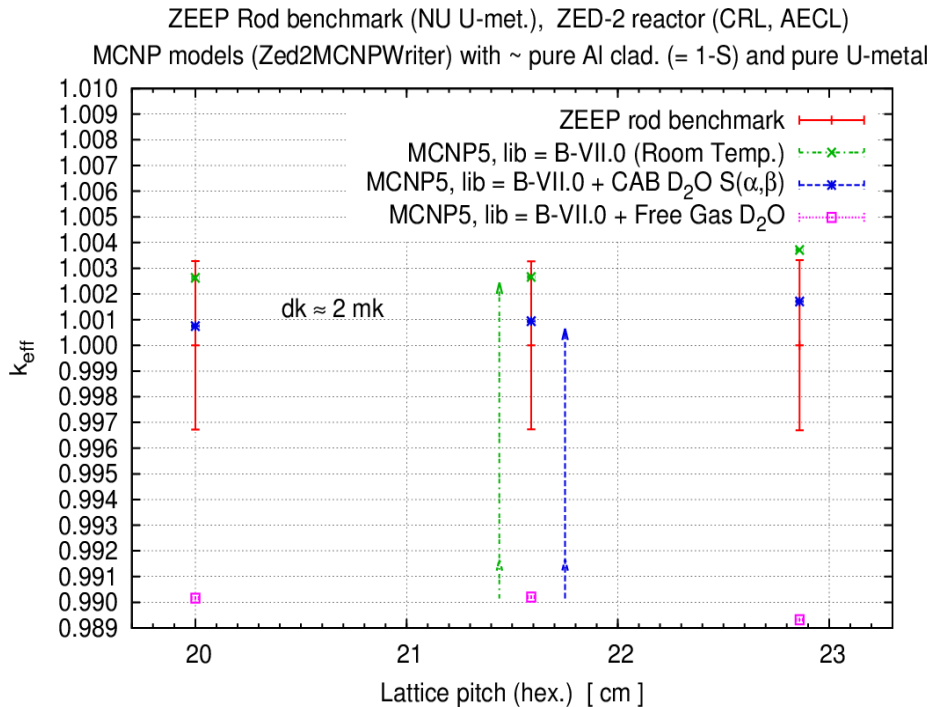 ZEEP Rod benchmark (NU U-met.), ZED-2 reactor (CRL, AECL)
MCNP models (Zed2MCNPWriter) with ~ pure Al clad. (= 1-S) and pure U-metal
1.010
1.009
1.008
1.007
1.006
1.005
1.004
1.003
1.002
1.001
1.000
0.999
0.998
0.997
0.996
0.995
0.994
0.993
0.992
0.991
0.990
0.989
k_eff
ZEEP rod benchmark
MCNP5, lib = B-VII.0 (Room Temp.)
MCNP5, lib = B-VII.0 + CAB D₂O S(α,β)
MCNP5, lib = B-VII.0 + Free Gas D₂O
dk ≈ 2 mk
20 21 22 23
Lattice pitch (hex.) [ cm ]